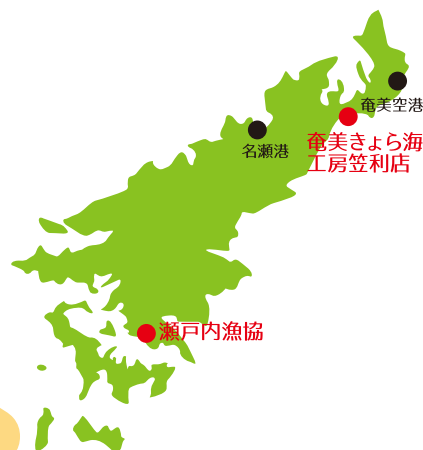 奄美空港
奄美きょら海
工房笠利店
名瀬港
瀬戸内漁協